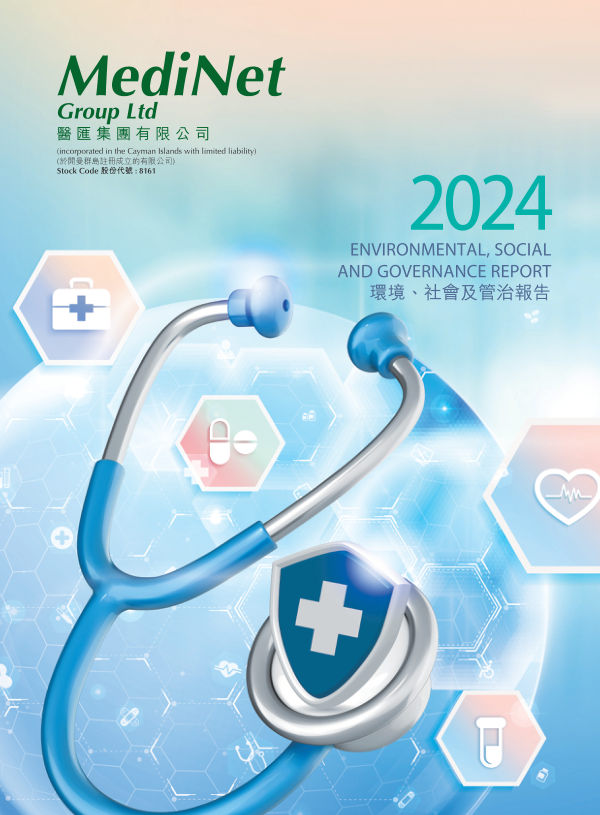 MediNet
Group Ltd
醫匯集團有限公司
(incorporated in the Cayman Islands with limited liability)
(於開曼群島註冊成立的有限公司)
Stock Code 股份代號 : 8161
2024
ENVIRONMENTAL, SOCIAL
AND GOVERNANCE REPORT
環境、社會及管治報告